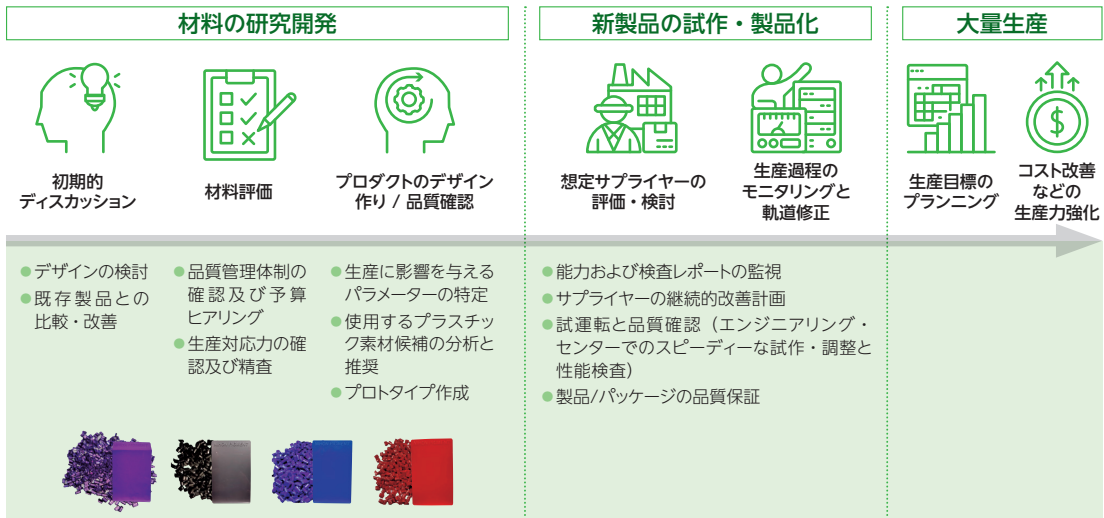 材料の研究開発
新製品の試作・製品化
大量生産
初期的
ディスカッション
材料評価
プロダクトのデザイン
作り / 品質確認
想定サプライヤーの
評価・検討
生産過程の
モニタリングと
軌道修正
生産目標の
プランニング
コスト改善
などの
生産力強化
●デザインの検討
●既存製品との
比較・改善
●品質管理体制の
確認及び予算
ヒアリング
●生産対応力の確
認及び精査
●生産に影響を与える
パラメーターの特定
●使用するプラスチッ
ク素材候補の分析と
推奨
●プロトタイプ作成
●能力および検査レポートの監視
●サプライヤーの継続的改善計画
●試運転と品質確認（エンジニアリング・
センターでのスピーディーな試作・調整と
性能検査）
●製品/パッケージの品質保証